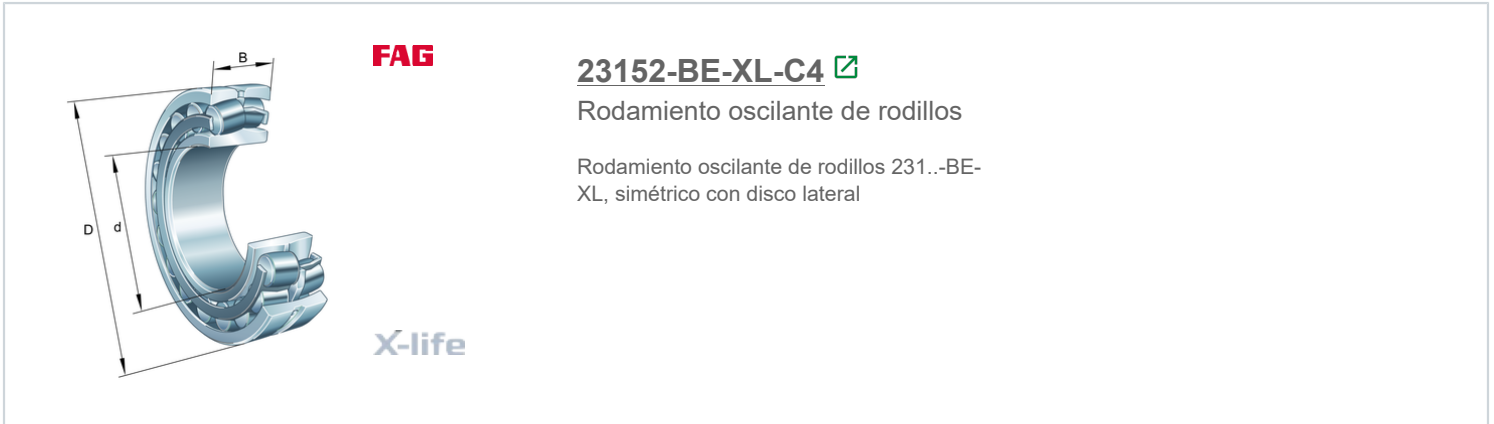 B
FAG
D
d
X-life
23152-BE-XL-C4
Rodamiento oscilante de rodillos
Rodamiento oscilante de rodillos 231..-BE-
XL, simétrico con disco lateral